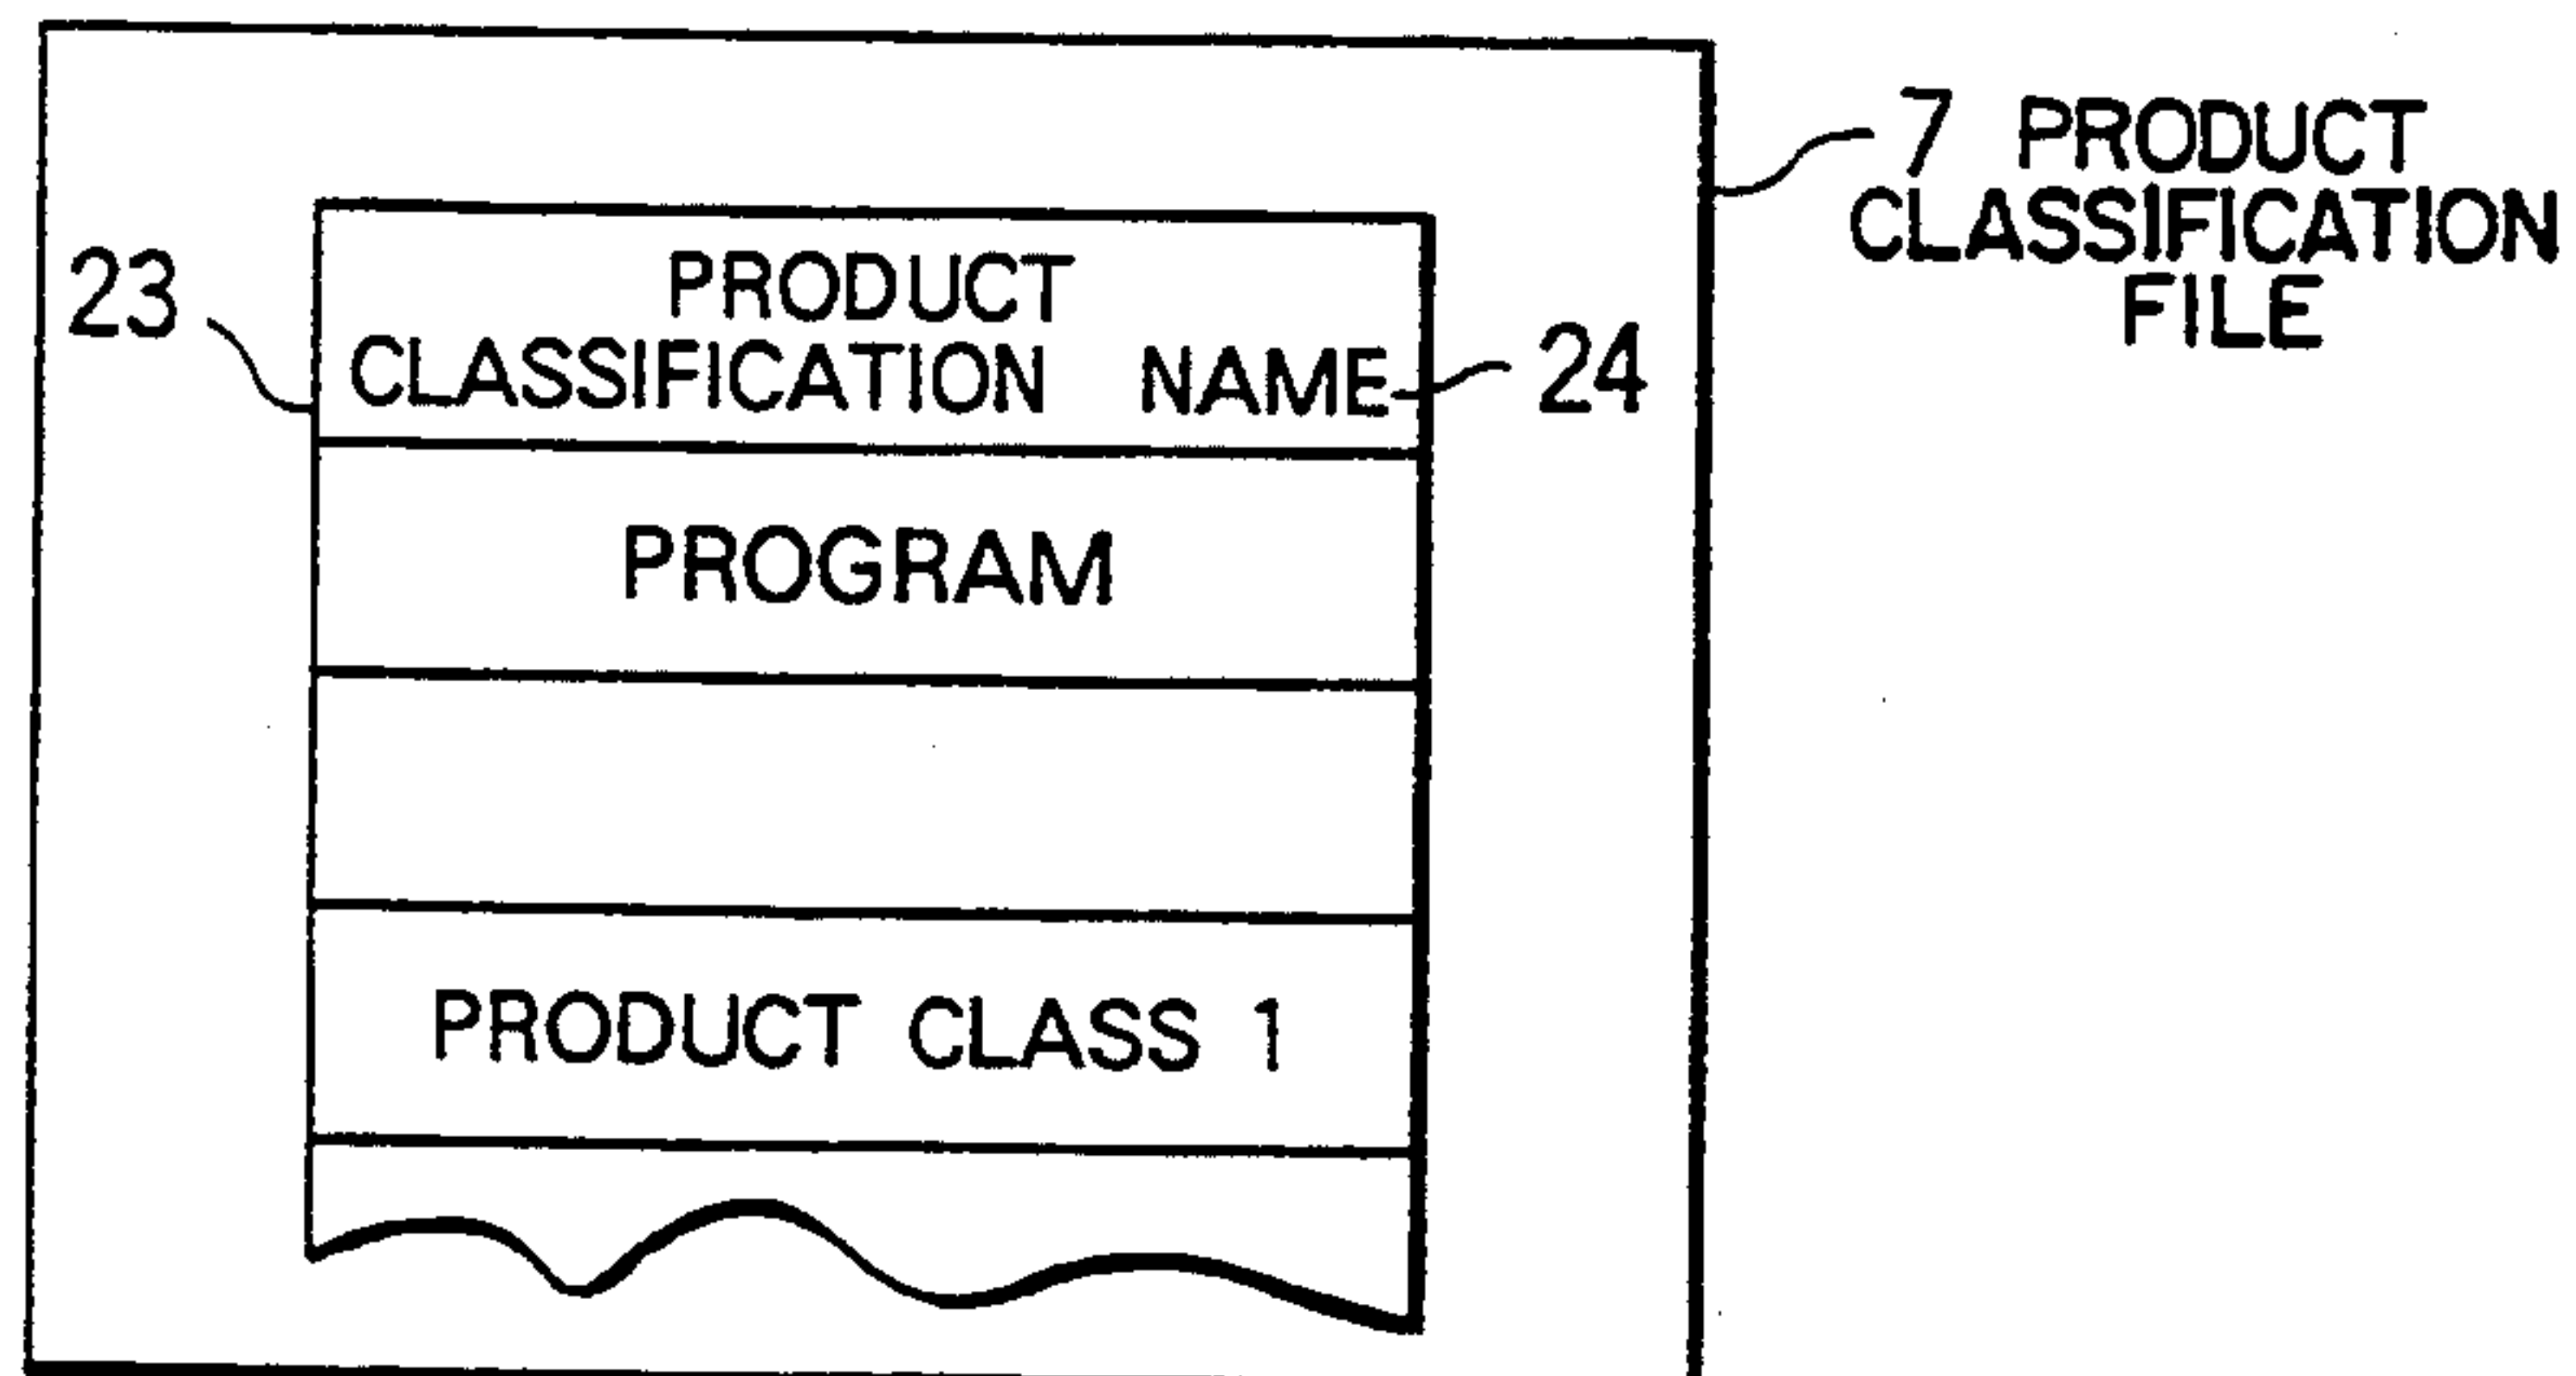 7 PRODUCT
CLASSIFICATION
FILE
23
PRODUCT
CLASSIFICATION NAME
24
PROGRAM
PRODUCT CLASS 1